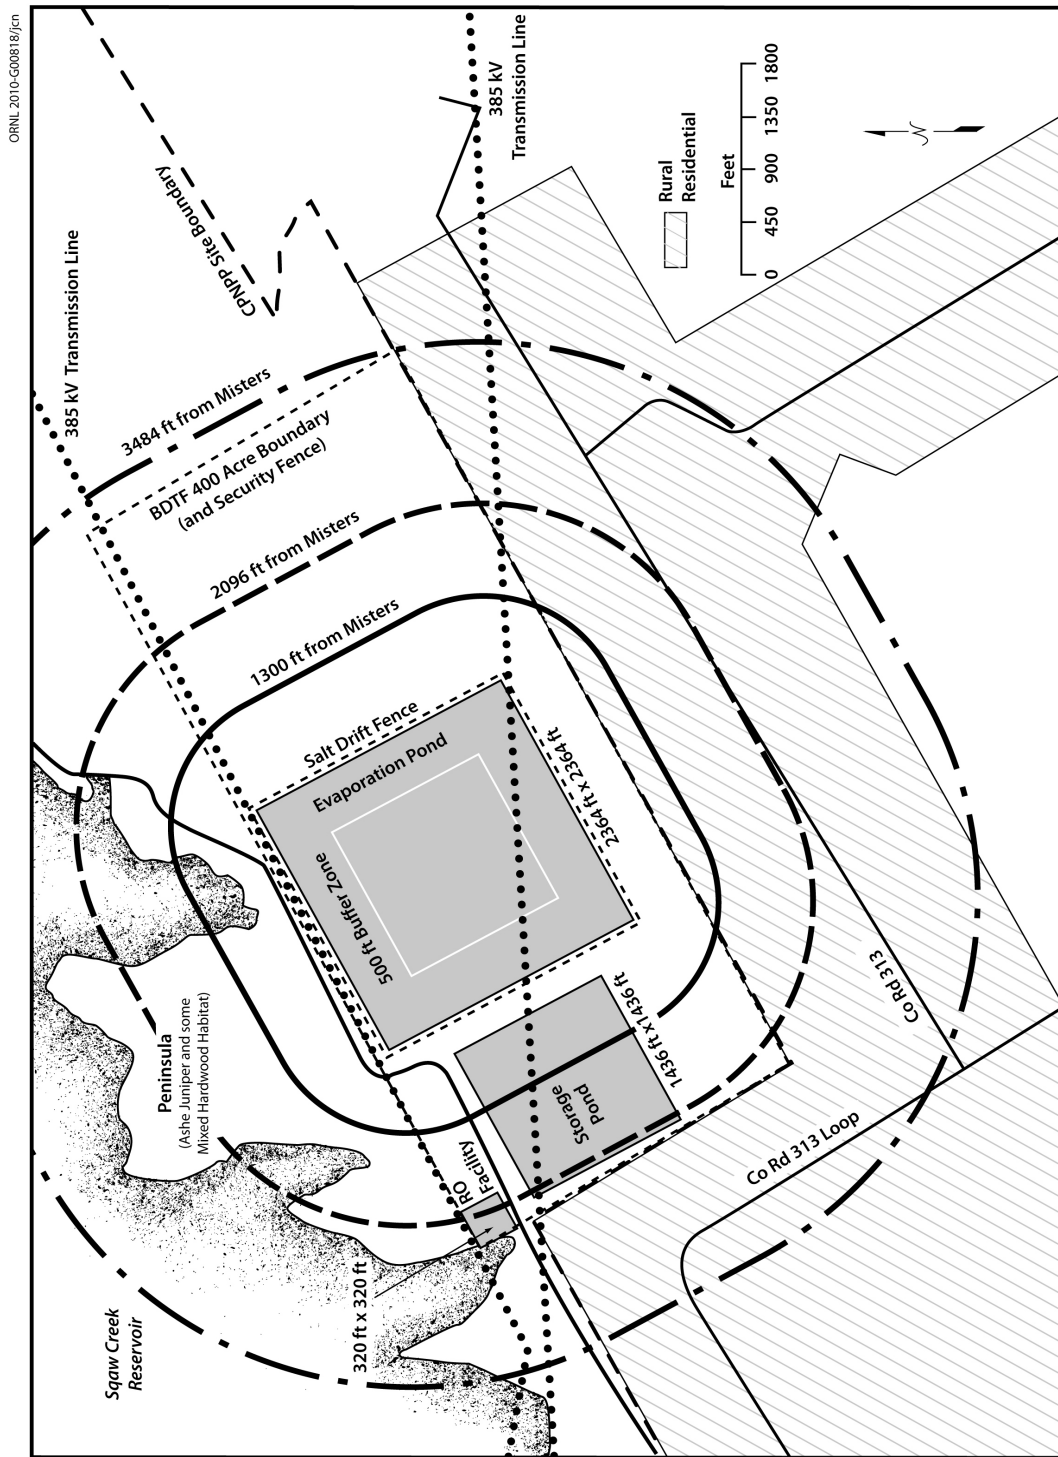 ORNL 2010-G00818/jcn
385 kV Transmission Line
CPNPP Site Boundary
385 kV
Transmission Line
Rural
Residential
Feet
0 450 900 1350 1800
N
3484 ft from Misters
BDTF 400 Acre Boundary
(and Security Fence)
2096 ft from Misters
1300 ft from Misters
Salt Drift Fence
Evaporation Pond
500 ft Buffer Zone
2364 ft x 2364 ft
Peninsula
(Ashe Juniper and some
Mixed Hardwood Habitat)
1436 ft x 1436 ft
Storage
Pond
RO
Facility
320 ft x 320 ft
Sqaw Creek
Reservoir
Co Rd 313
Co Rd 313 Loop